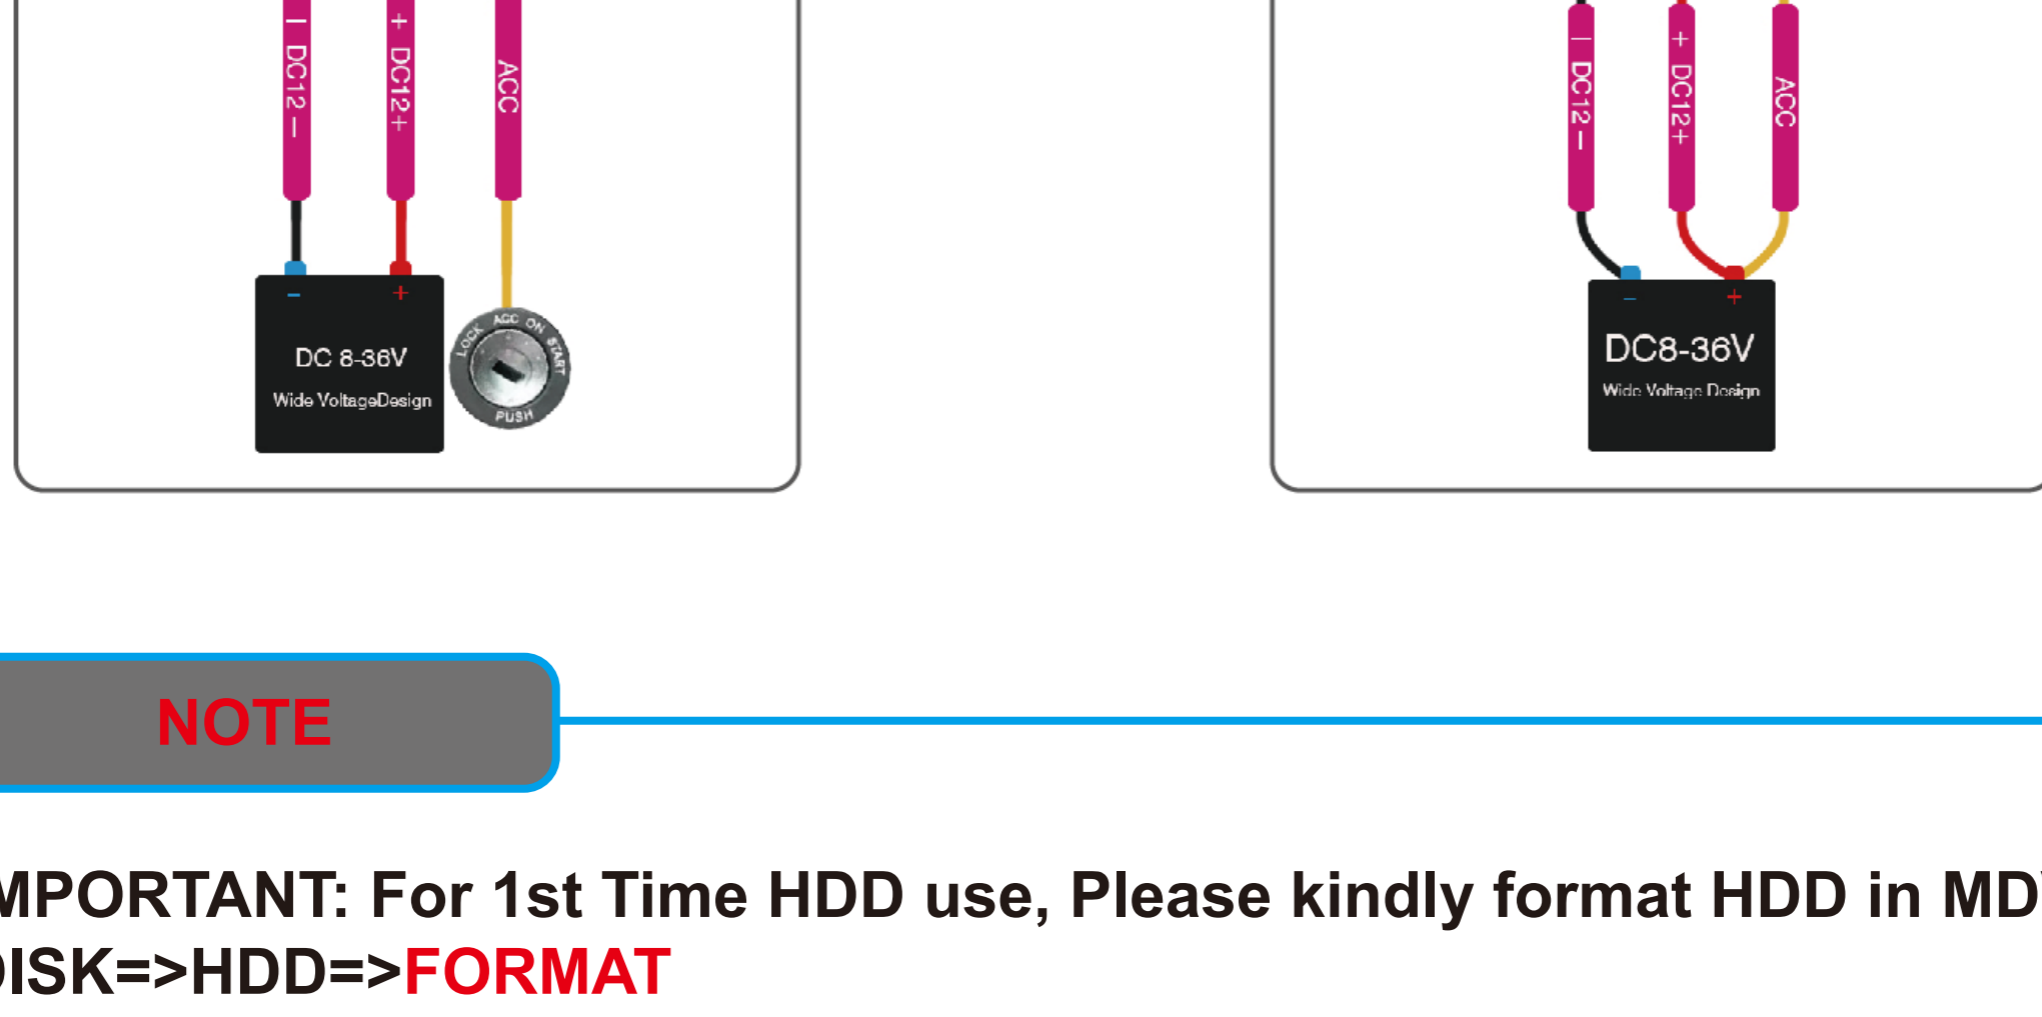 — DC12 —
+ DC12+
ACC
— DC12 —
+ DC12+
ACC
− +
DC 8-36V
Wide VoltageDesign
LOCK ACC ON START
PUSH
− +
DC8-36V
Wide Voltage Design
NOTE
MPORTANT: For 1st Time HDD use, Please kindly format HDD in MD
DISK=>HDD=>FORMAT